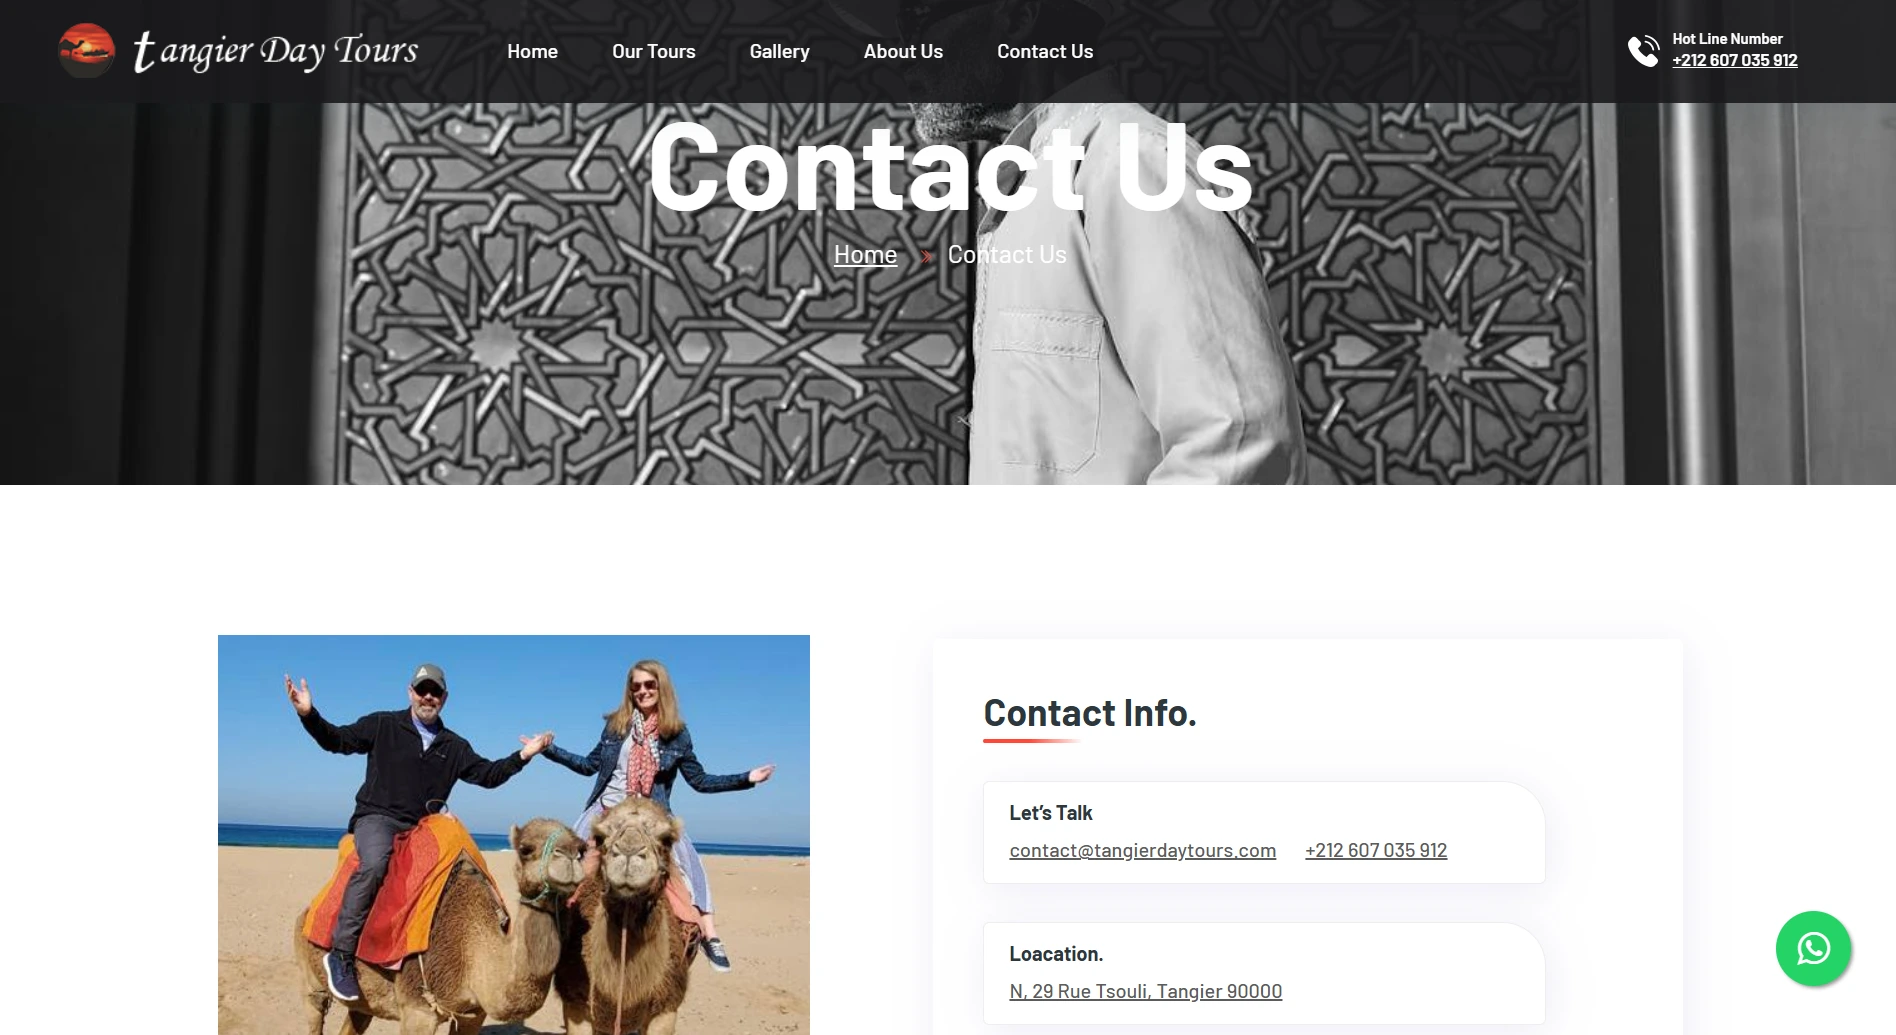 tangier Day Tours
Home
Our Tours
Gallery
About Us
Contact Us
Hot Line Number
+212 607 035 912
Contact Us
Home » Contact Us
Contact Info.
Let's Talk
contact@tangierdaytours.com +212 607 035 912
Loacation.
N, 29 Rue Tsouli, Tangier 90000